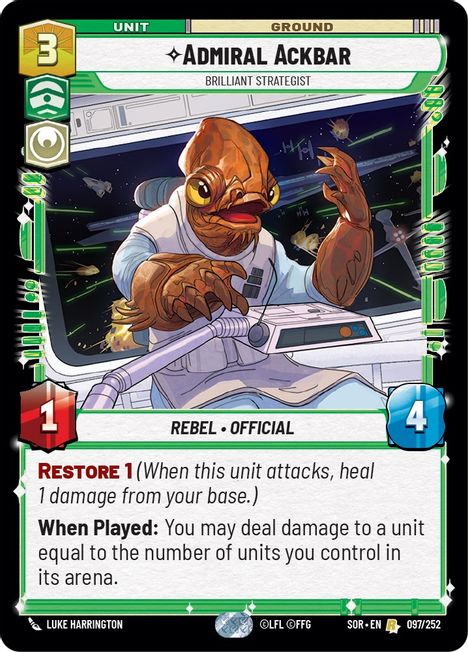 UNIT
GROUND
3
✧ADMIRAL ACKBAR
BRILLIANT STRATEGIST
1
4
REBEL • OFFICIAL
RESTORE 1 (When this unit attacks, heal
1 damage from your base.)
When Played: You may deal damage to a unit
equal to the number of units you control in
its arena.
LUKE HARRINGTON
©LFL ©FFG
SOR • EN R 097/252